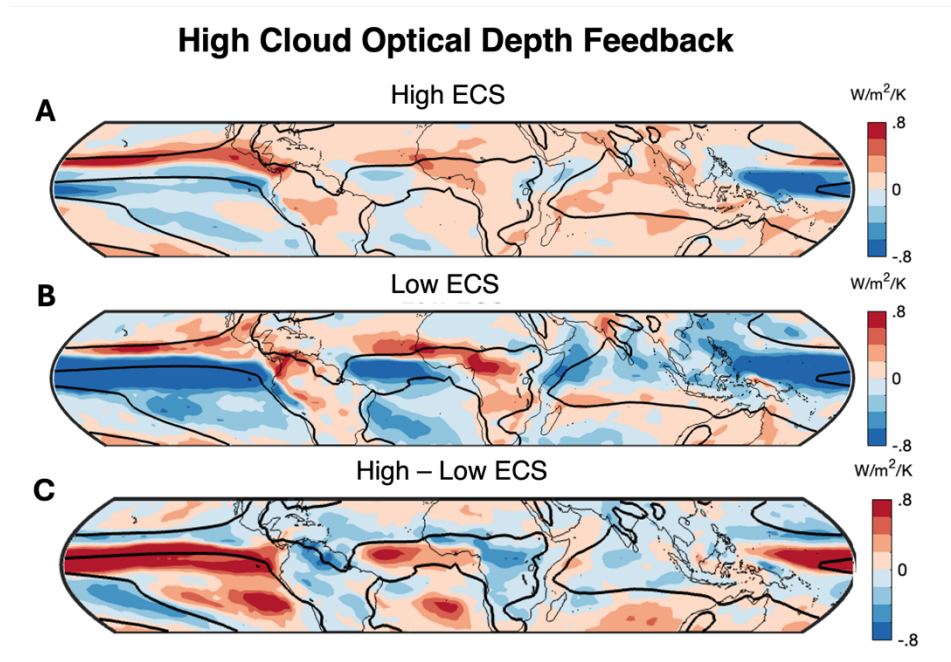 High Cloud Optical Depth Feedback
A
High ECS
W/m²/K
.8
0
-.8
B
Low ECS
W/m²/K
.8
0
-.8
C
High – Low ECS
W/m²/K
.8
0
-.8